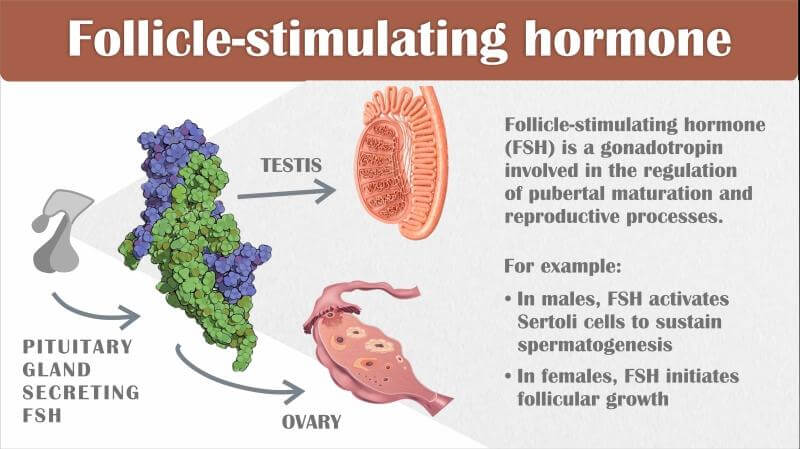 Follicle-stimulating hormone
TESTIS
PITUITARY
GLAND
SECRETING
FSH
OVARY
Follicle-stimulating hormone
(FSH) is a gonadotropin
involved in the regulation
of pubertal maturation and
reproductive processes.
For example:
• In males, FSH activates
Sertoli cells to sustain
spermatogenesis
• In females, FSH initiates
follicular growth